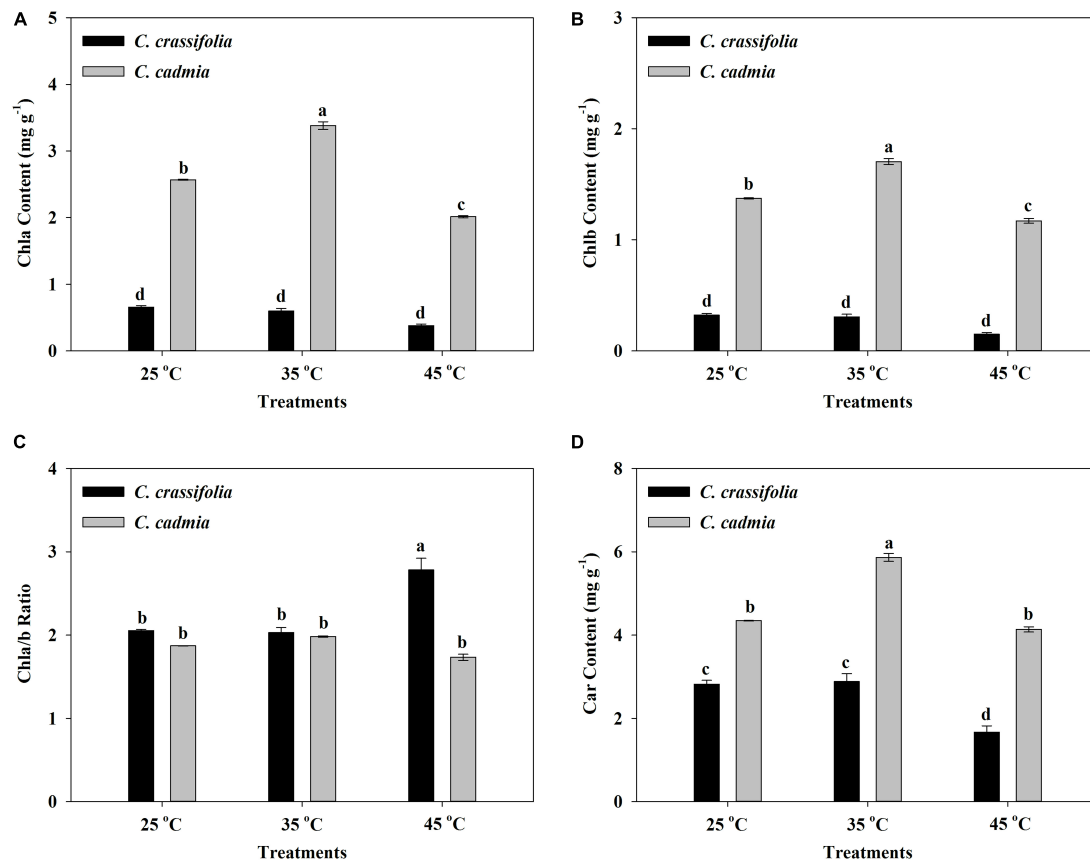 A
5
4
3
2
1
0
Chla Content (mg g-1)
C. crassifolia
C. cadmia
d
b
d
a
d
c
25 °C
35 °C
45 °C
Treatments
B
3
2
1
0
Chlb Content (mg g-1)
C. crassifolia
C. cadmia
d
b
d
a
d
c
25 °C
35 °C
45 °C
Treatments
C
4
3
2
1
0
Chla/b Ratio
C. crassifolia
C. cadmia
b
b
b
b
a
b
25 °C
35 °C
45 °C
Treatments
D
8
6
4
2
0
Car Content (mg g-1)
C. crassifolia
C. cadmia
c
b
c
a
d
b
25 °C
35 °C
45 °C
Treatments